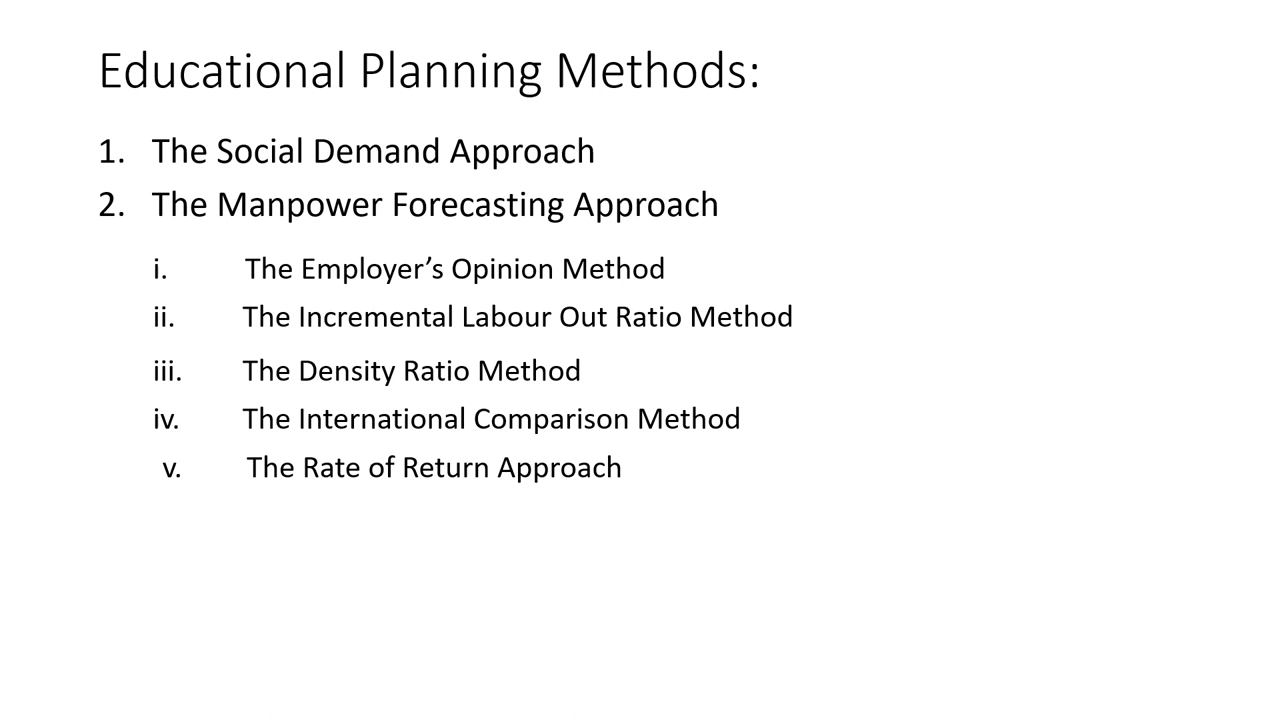 Educational Planning Methods:
1. The Social Demand Approach
2. The Manpower Forecasting Approach
i. The Employer’s Opinion Method
ii. The Incremental Labour Out Ratio Method
iii. The Density Ratio Method
iv. The International Comparison Method
v. The Rate of Return Approach